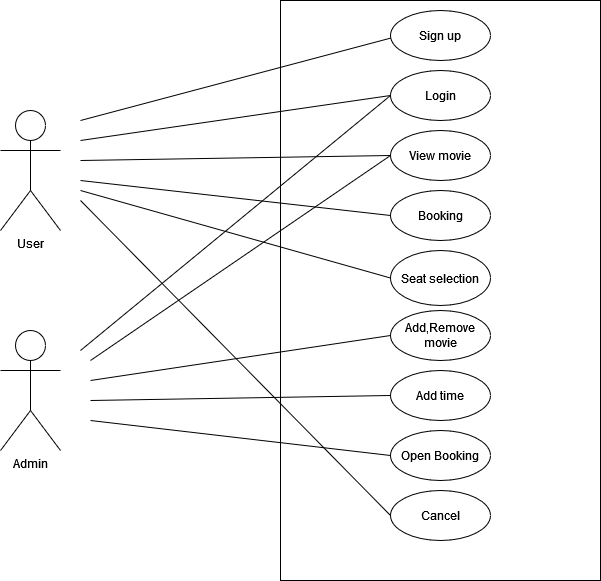 Sign up
Login
View movie
Booking
User
Seat selection
Add,Remove
movie
Add time
Open Booking
Admin
Cancel